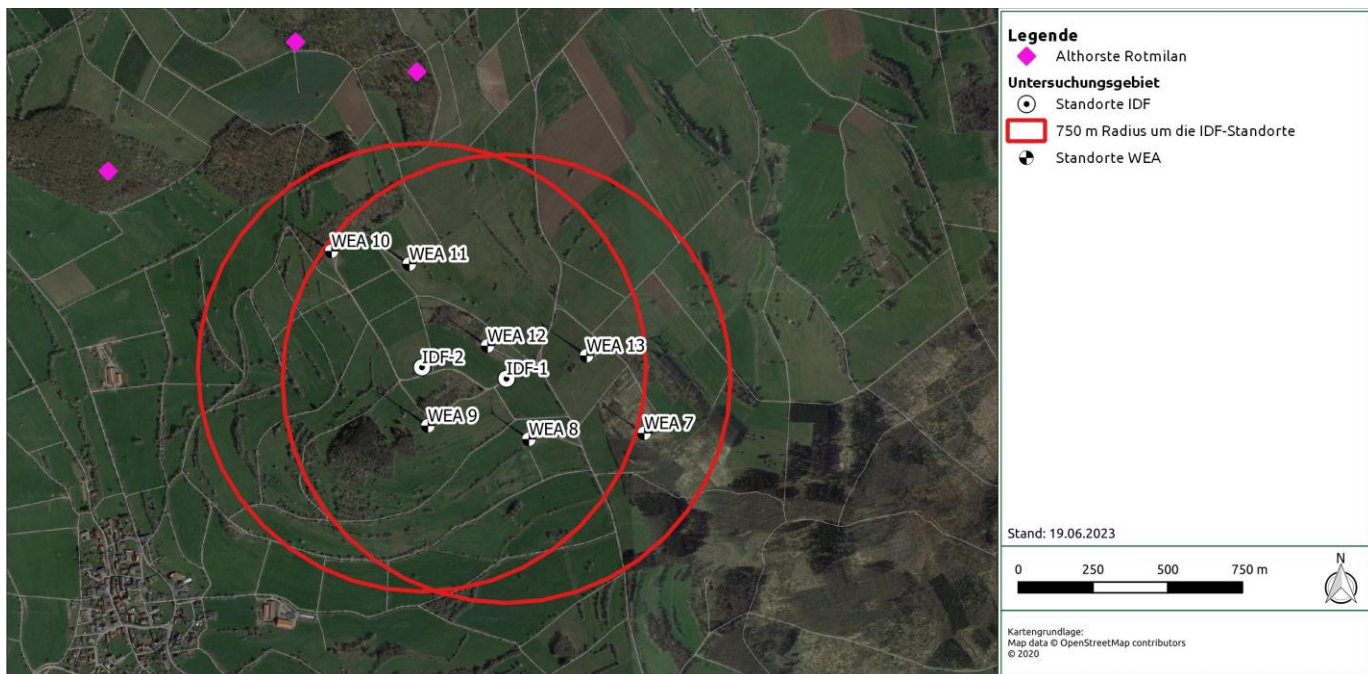 WEA 10
WEA 11
WEA 12
WEA 13
IDF-2
IDF-1
WEA 9
WEA 8
WEA 7
Legende
Althorste Rotmilan
Untersuchungsgebiet
Standorte IDF
750 m Radius um die IDF-Standorte
Standorte WEA
Stand: 19.06.2023
0 250 500 750 m
N
Kartengrundlage:
Map data © OpenStreetMap contributors
© 2020